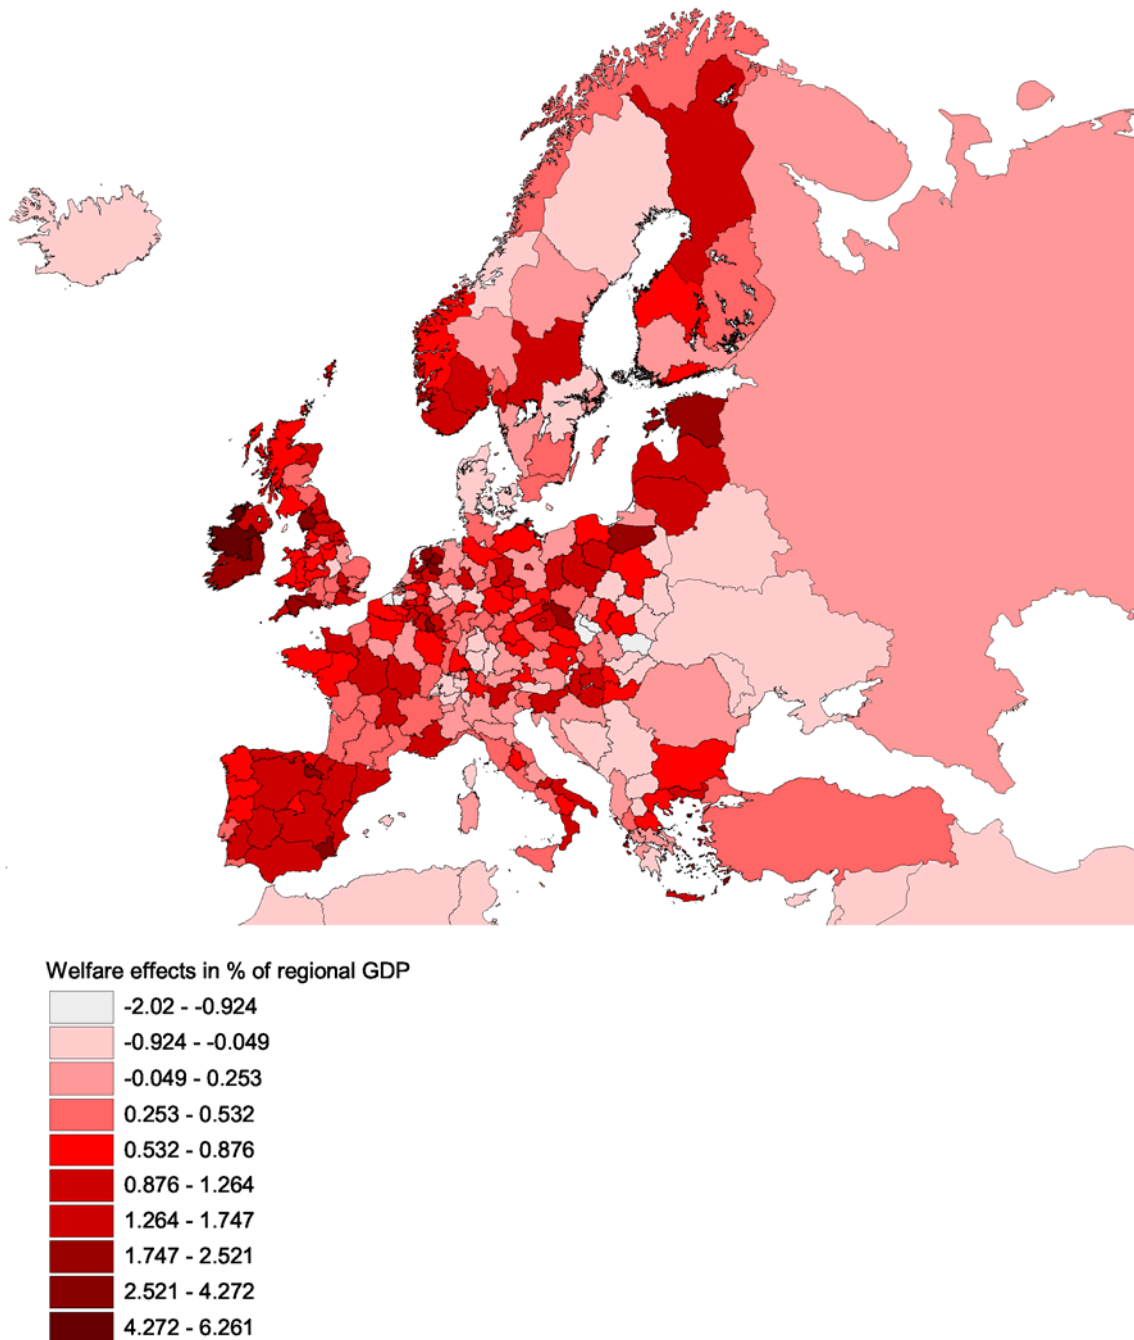 Welfare effects in % of regional GDP
-2.02 - -0.924
-0.924 - -0.049
-0.049 - 0.253
0.253 - 0.532
0.532 - 0.876
0.876 - 1.264
1.264 - 1.747
1.747 - 2.521
2.521 - 4.272
4.272 - 6.261